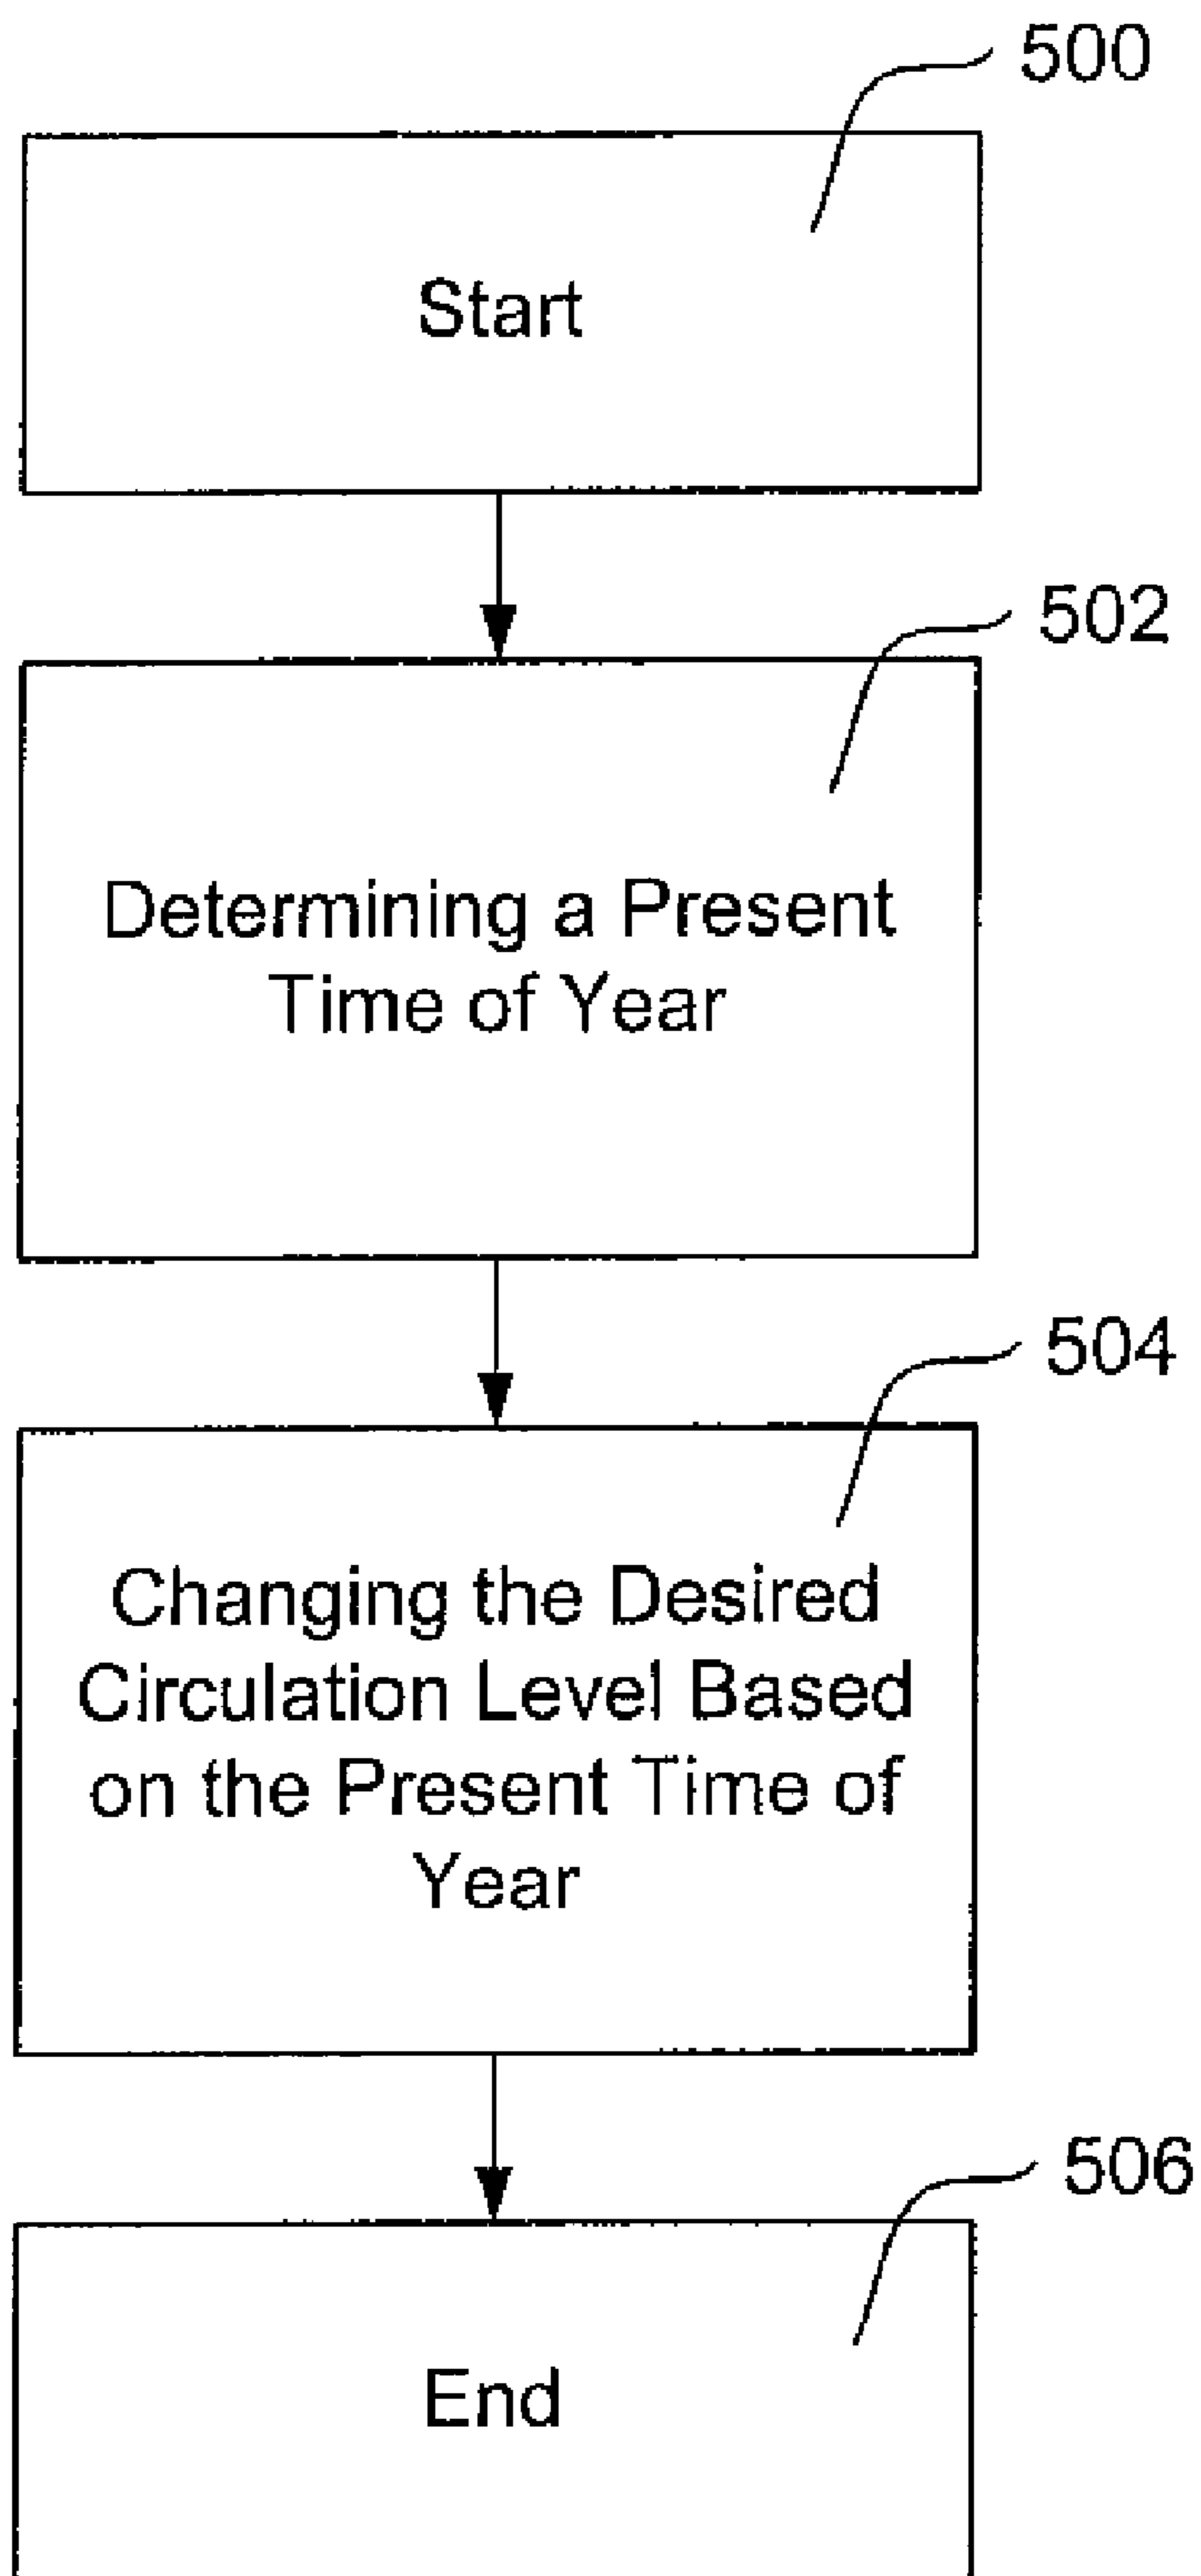 500
Start
502
Determining a Present
Time of Year
504
Changing the Desired
Circulation Level Based
on the Present Time of
Year
506
End